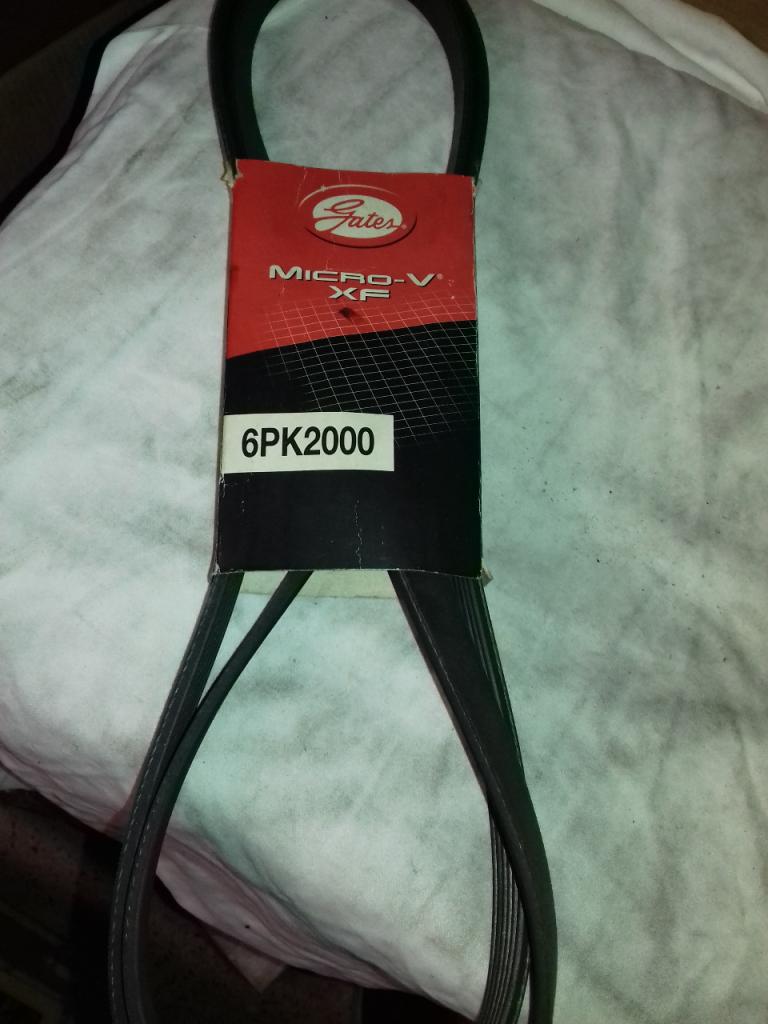 Gates®
MICRO-V®
XF
6PK2000